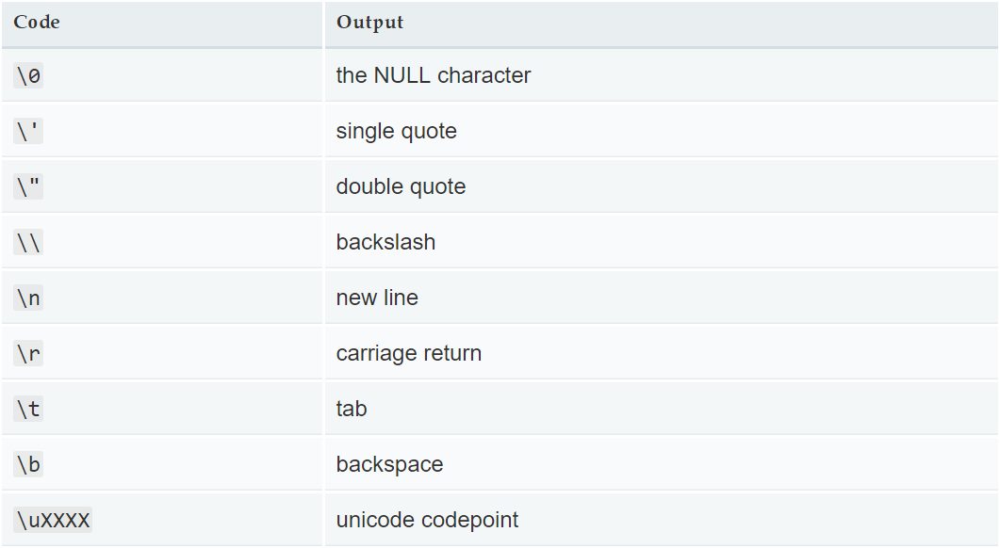 Code Output
\0 the NULL character
\' single quote
\" double quote
\\ backslash
\n new line
\r carriage return
\t tab
\b backspace
\uXXXX unicode codepoint